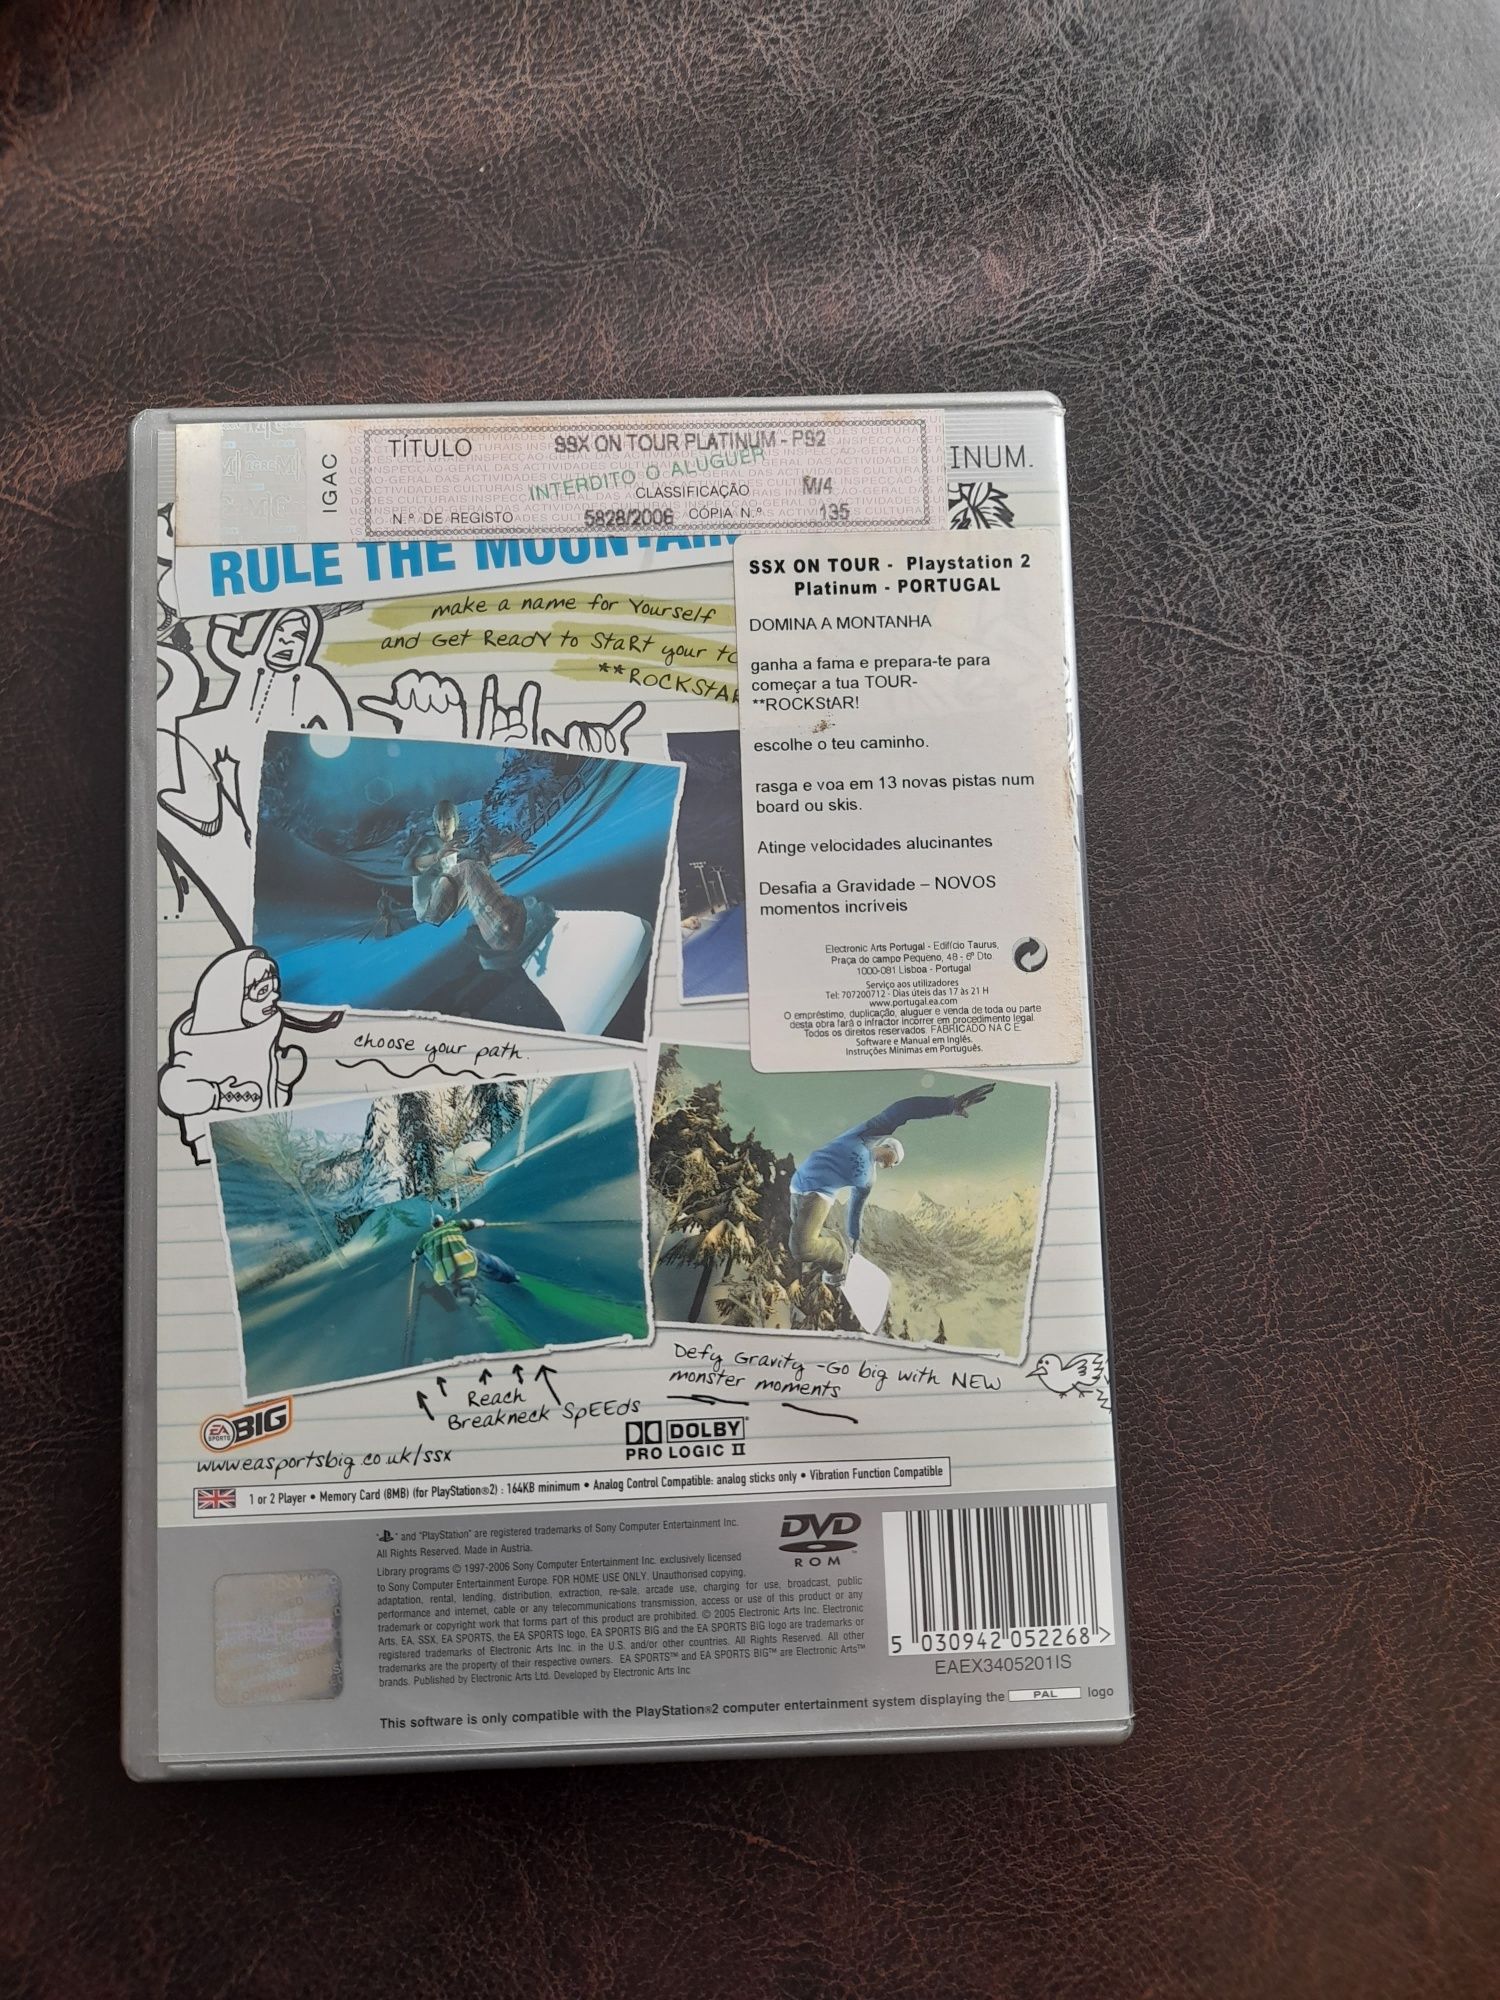 IGAC
TÍTULO SSX ON TOUR PLATINUM - PS2
INTERDITO O ALUGUER
CLASSIFICAÇÃO M/4
N.º DE REGISTO 5828/2006 CÓPIA N.º 135
INUM.
RULE THE MOUNTAIN
make a name for Yourself
and Get Ready to Start your to
**ROCKStAR
SSX ON TOUR - Playstation 2
Platinum - PORTUGAL
DOMINA A MONTANHA
ganha a fama e prepara-te para
começar a tua TOUR-
**ROCKStAR!
escolhe o teu caminho.
rasga e voa em 13 novas pistas num
board ou skis.
Atinge velocidades alucinantes
Desafia a Gravidade – NOVOS
momentos incríveis
Electronic Arts Portugal - Edifício Taurus,
Praça do campo Pequeno, 48 - 6º Dto.
1000-081 Lisboa - Portugal
Serviço aos utilizadores
Tel: 707200712 - Dias úteis das 17 às 21 H
www.portugal.ea.com
O empréstimo, duplicação, aluguer e venda de toda ou parte
desta obra fará o infractor incorrer em procedimento legal.
Todos os direitos reservados. FABRICADO NA C E
Software e Manual em Inglês.
Instruções Mínimas em Português.
choose your path.
Reach
Breakneck SpEEds
Defy Gravity - Go big with NEW
monster moments
EA SPORTS BIG
www.easportsbig.co.uk/ssx
DOLBY
PRO LOGIC II
1 or 2 Player • Memory Card (8MB) (for PlayStation®2) : 164KB minimum • Analog Control Compatible: analog sticks only • Vibration Function Compatible
" " and "PlayStation" are registered trademarks of Sony Computer Entertainment Inc.
All Rights Reserved. Made in Austria.
Library programs © 1997-2006 Sony Computer Entertainment Inc. exclusively licensed
to Sony Computer Entertainment Europe. FOR HOME USE ONLY. Unauthorised copying,
adaptation, rental, lending, distribution, extraction, re-sale, arcade use, charging for use, broadcast, public
performance and internet, cable or any telecommunications transmission, access or use of this product or any
trademark or copyright work that forms part of this product are prohibited. © 2005 Electronic Arts Inc. Electronic
Arts, EA, SSX, EA SPORTS, the EA SPORTS logo, EA SPORTS BIG and the EA SPORTS BIG logo are trademarks or
registered trademarks of Electronic Arts Inc. in the U.S. and/or other countries. All Rights Reserved. All other
trademarks are the property of their respective owners. EA SPORTS™ and EA SPORTS BIG™ are Electronic Arts™
brands. Published by Electronic Arts Ltd. Developed by Electronic Arts Inc
DVD
ROM
5 030942 052268 >
EAEX3405201IS
This software is only compatible with the PlayStation®2 computer entertainment system displaying the PAL logo